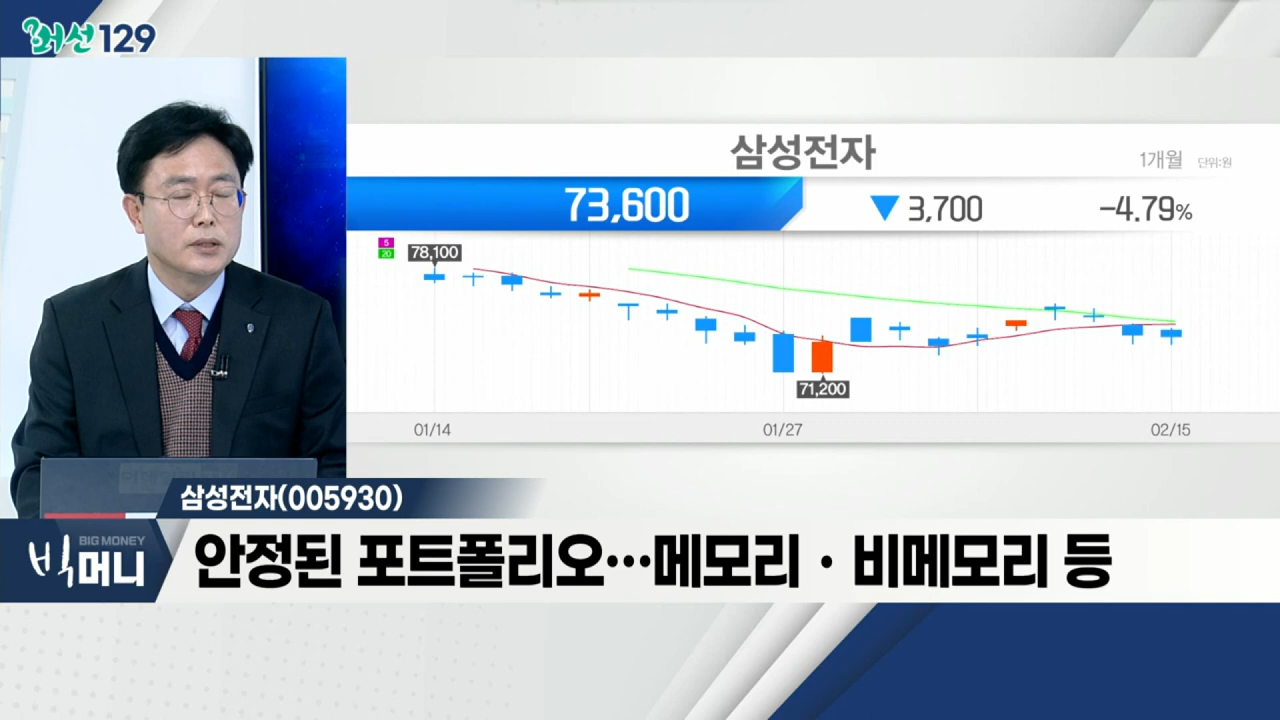 머선129
삼성전자
1개월 단위:원
73,600 ▼ 3,700 -4.79%
5
20
78,100
71,200
01/14 01/27 02/15
삼성전자(005930)
BIG MONEY
빅머니
안정된 포트폴리오…메모리·비메모리 등